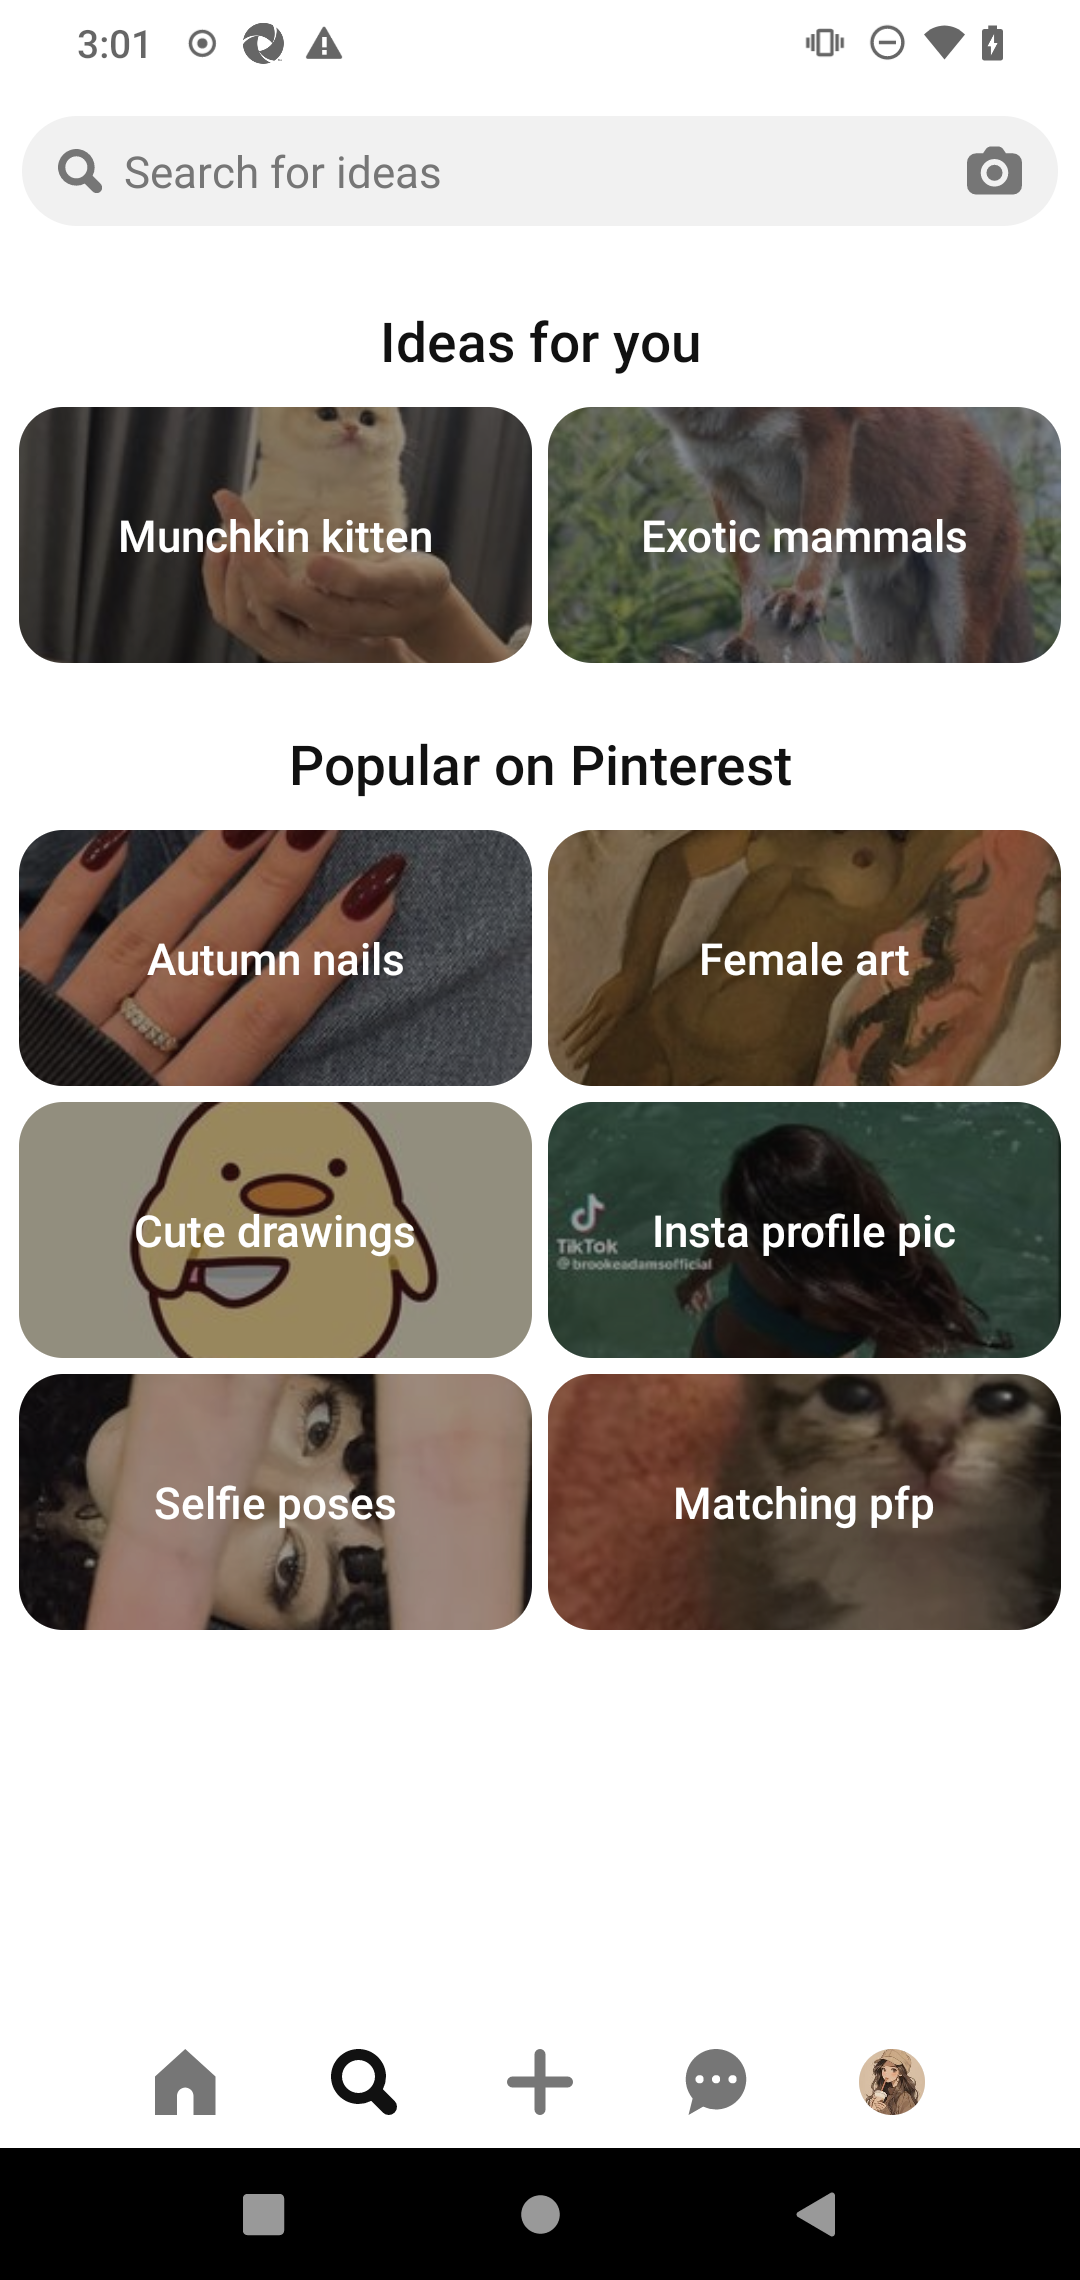 3:01
Search for ideas
Ideas for you
Munchkin kitten
Exotic mammals
Popular on Pinterest
Autumn nails
Female art
Cute drawings
TikTok
@brookeadamsofficial
Insta profile pic
Selfie poses
Matching pfp